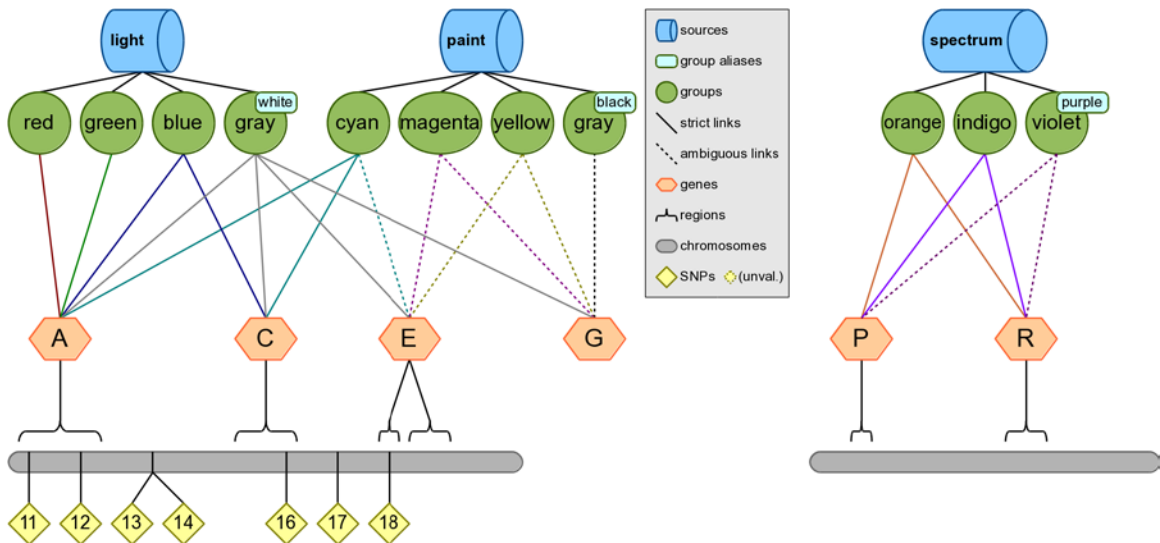 light
paint
spectrum
sources
group aliases
groups
strict links
ambiguous links
genes
regions
chromosomes
SNPs (unval.)
white
black
purple
red green blue gray cyan magenta yellow gray orange indigo violet
A C E G P R
11 12 13 14 16 17 18